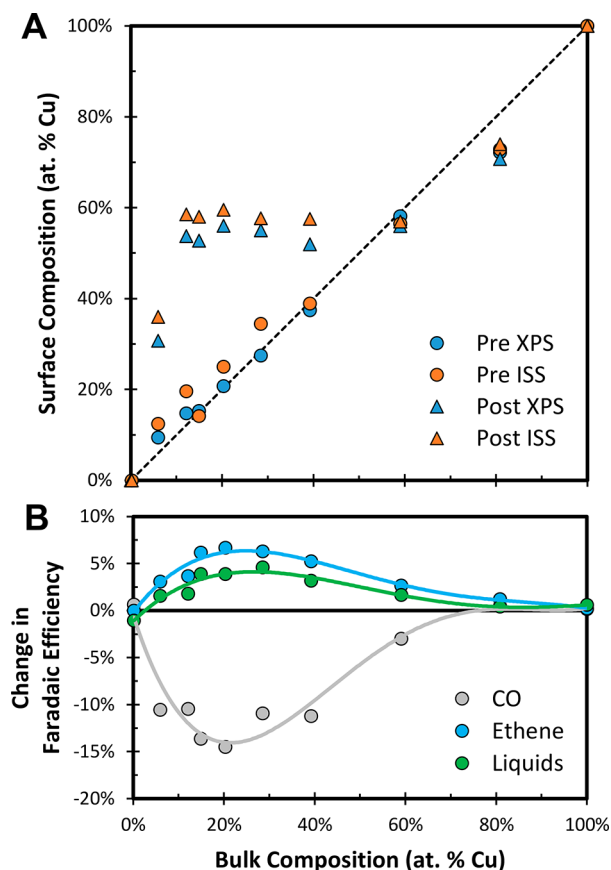 A
100%
80%
60%
40%
20%
0%
Surface Composition (at. % Cu)
Pre XPS
Pre ISS
Post XPS
Post ISS
B
10%
5%
0%
-5%
-10%
-15%
-20%
Change in
Faradaic Efficiency
CO
Ethene
Liquids
0%
20%
40%
60%
80%
100%
Bulk Composition (at. % Cu)